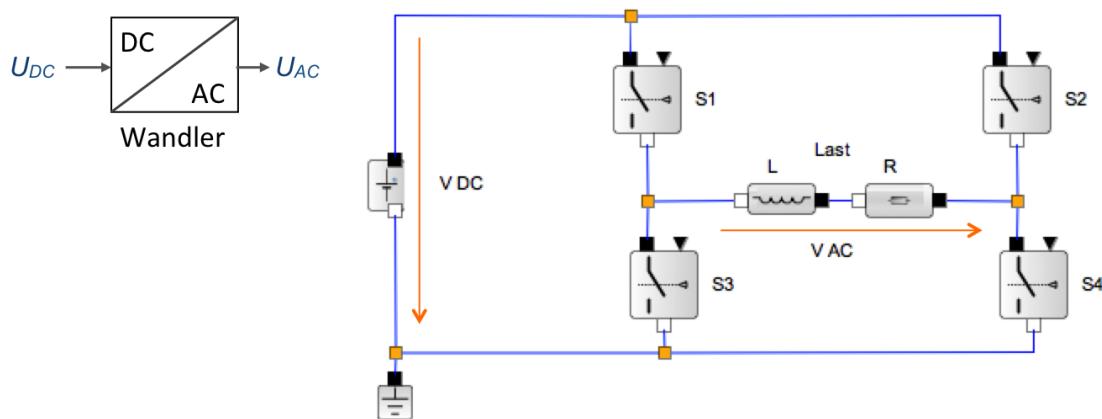 DC
U_DC
U_AC
AC
Wandler
V DC
S1
S2
Last
L
R
V AC
S3
S4